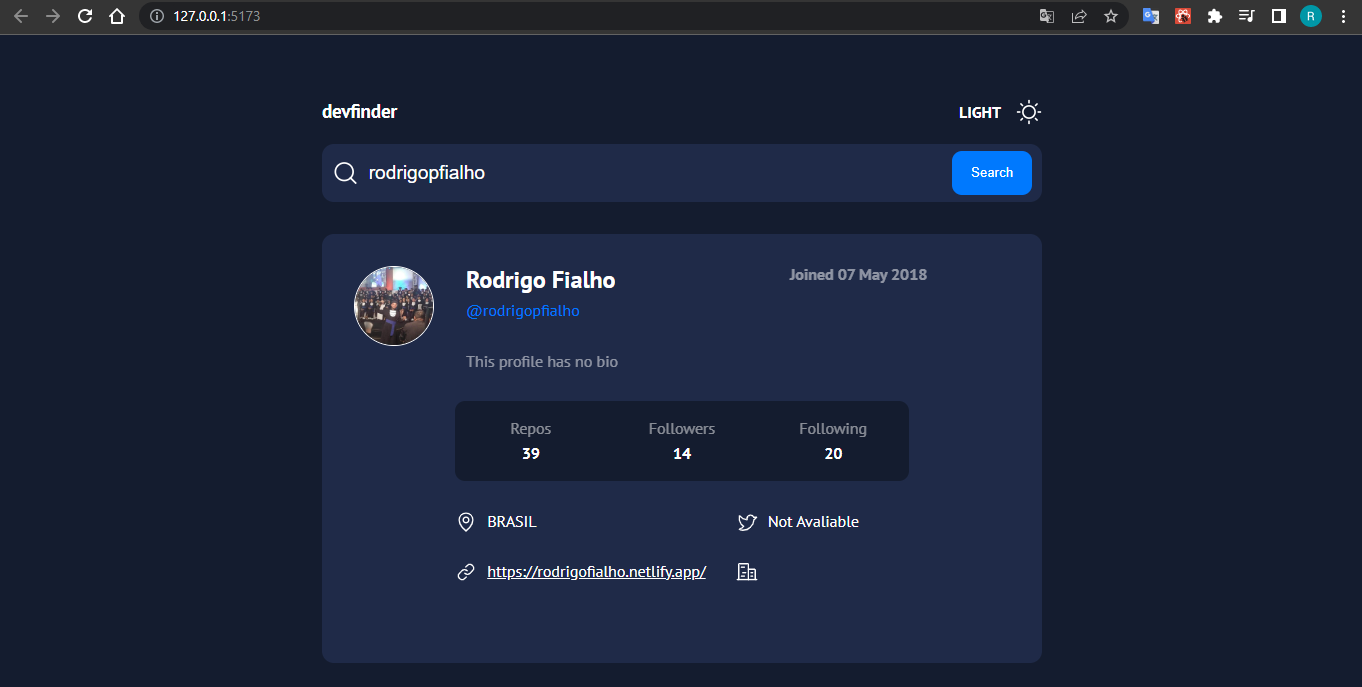 127.0.0.1:5173
R
devfinder
LIGHT
rodrigopfialho
Search
Rodrigo Fialho
Joined 07 May 2018
@rodrigopfialho
This profile has no bio
Repos Followers Following
39 14 20
BRASIL Not Avaliable
https://rodrigofialho.netlify.app/